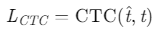 L_{CTC} = CTC(\hat{t}, t)